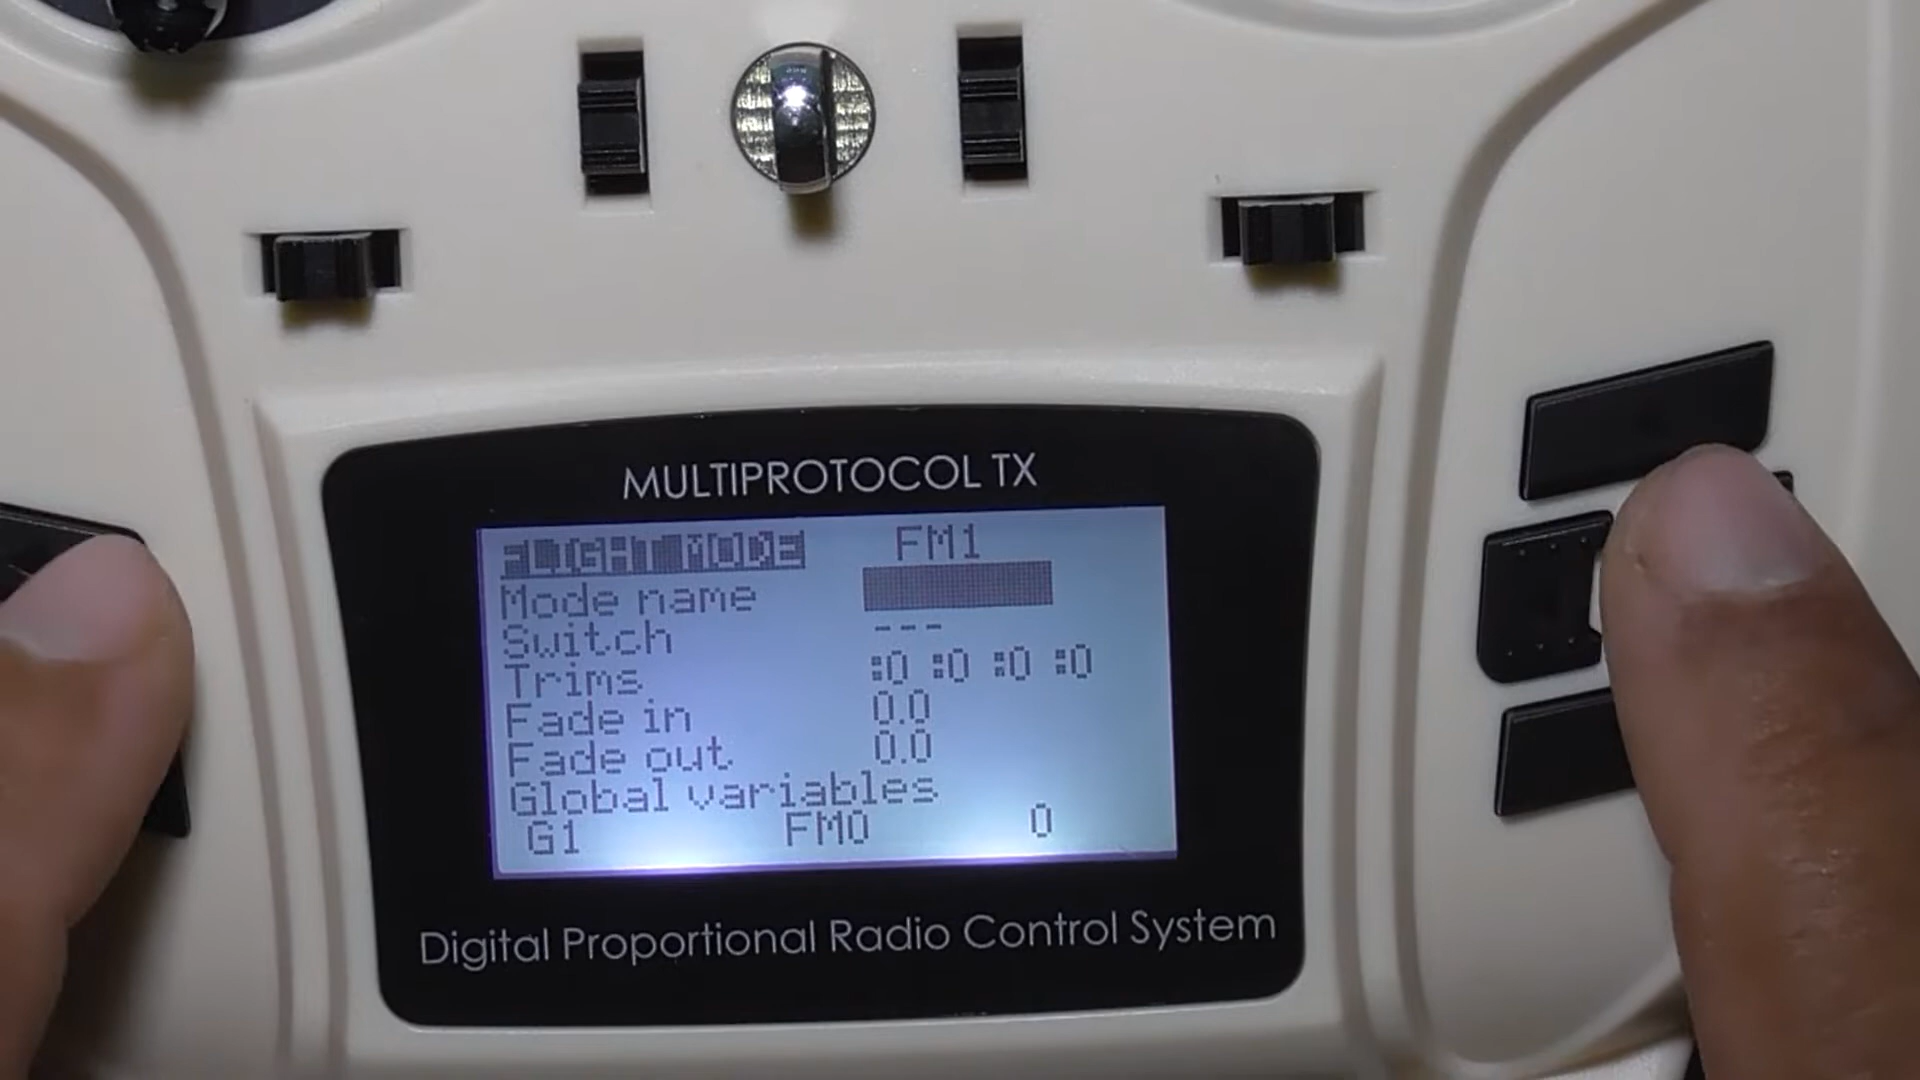 MULTIPROTOCOL TX
FLIGHT MODE FM1
Mode name
Switch ---
Trims :0 :0 :0 :0
Fade in 0.0
Fade out 0.0
Global variables
G1 FM0 0
Digital Proportional Radio Control System